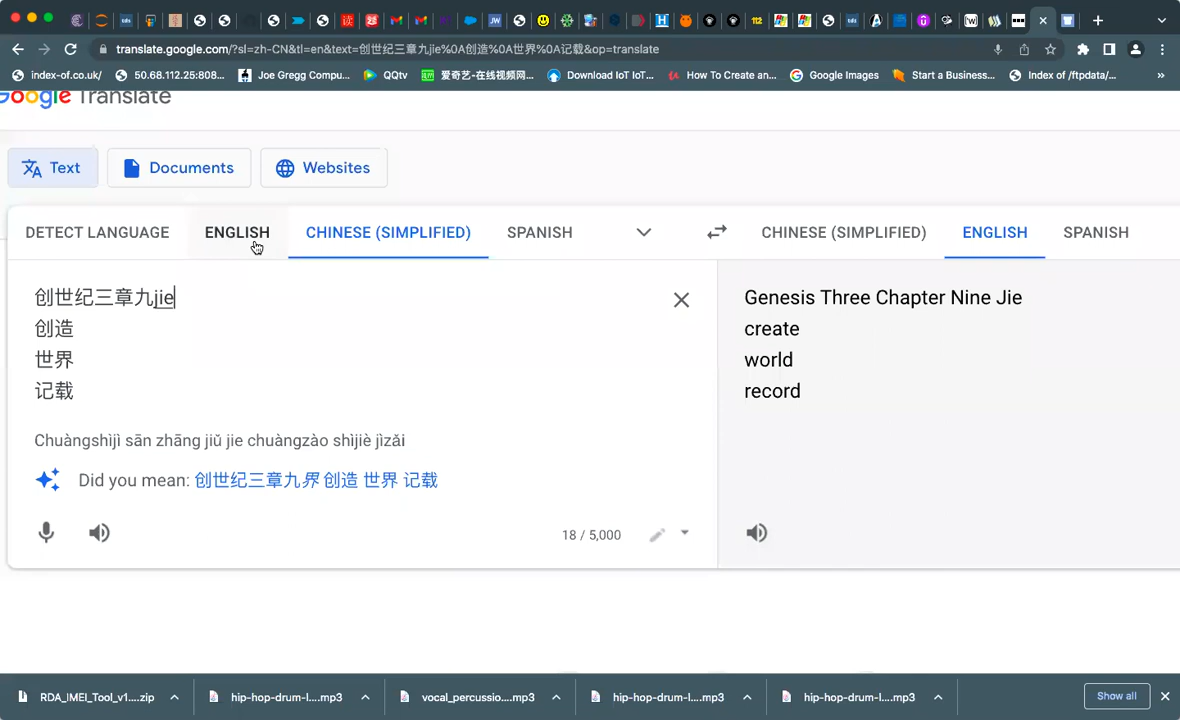 translate.google.com/?sl=zh-CN&tl=en&text=创世纪三章九jie%0A创造%0A世界%0A记载&op=translate
index-of.co.uk/
50.68.112.25:808...
Joe Gregg Compu...
QQtv
爱奇艺-在线视频网...
Download IoT IoT...
How To Create an...
Google Images
Start a Business...
Index of /ftpdata/...
»
Google Translate
Text
Documents
Websites
DETECT LANGUAGE
ENGLISH
CHINESE (SIMPLIFIED)
SPANISH
CHINESE (SIMPLIFIED)
ENGLISH
SPANISH
创世纪三章九jie
创造
世界
记载
Chuàngshìjì sān zhāng jiǔ jie chuàngzào shìjiè jìzǎi
Did you mean: 创世纪三章九界 创造 世界 记载
18 / 5,000
Genesis Three Chapter Nine Jie
create
world
record
RDA_IMEI_Tool_v1....zip
hip-hop-drum-l....mp3
vocal_percussio....mp3
hip-hop-drum-l....mp3
hip-hop-drum-l....mp3
Show all